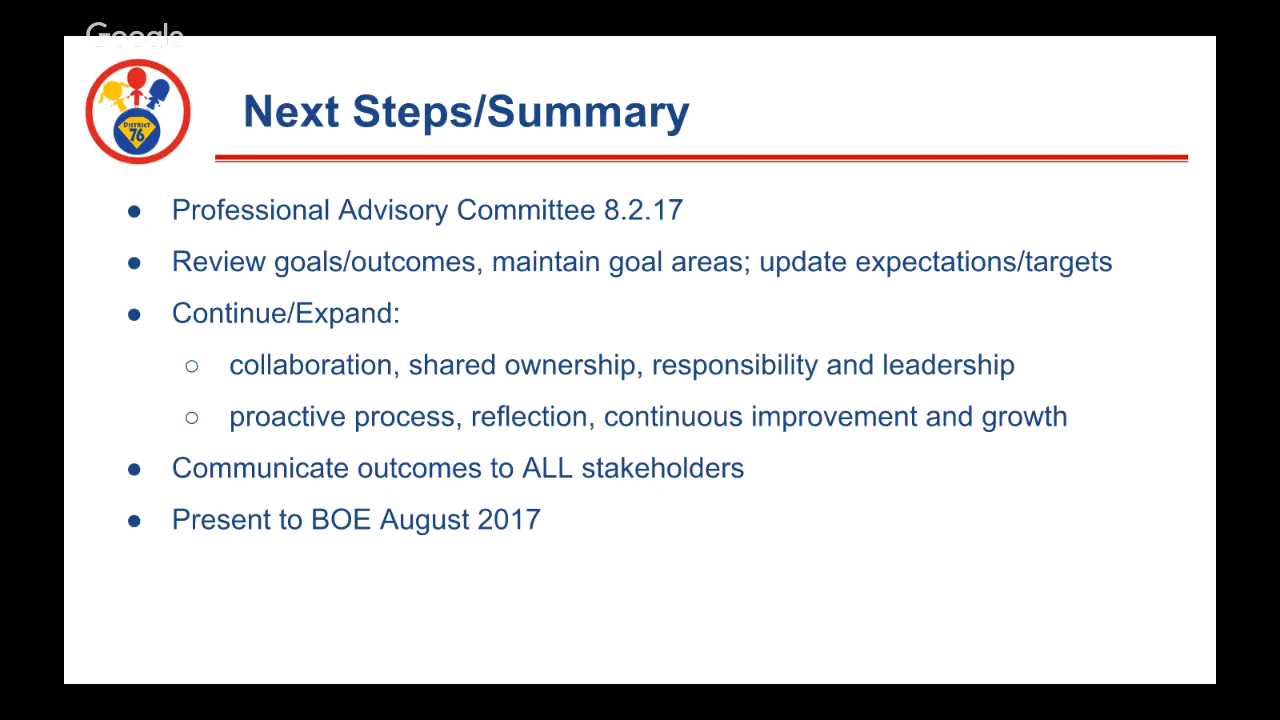 Google
DISTRICT
76
Next Steps/Summary
● Professional Advisory Committee 8.2.17
● Review goals/outcomes, maintain goal areas; update expectations/targets
● Continue/Expand:
○ collaboration, shared ownership, responsibility and leadership
○ proactive process, reflection, continuous improvement and growth
● Communicate outcomes to ALL stakeholders
● Present to BOE August 2017